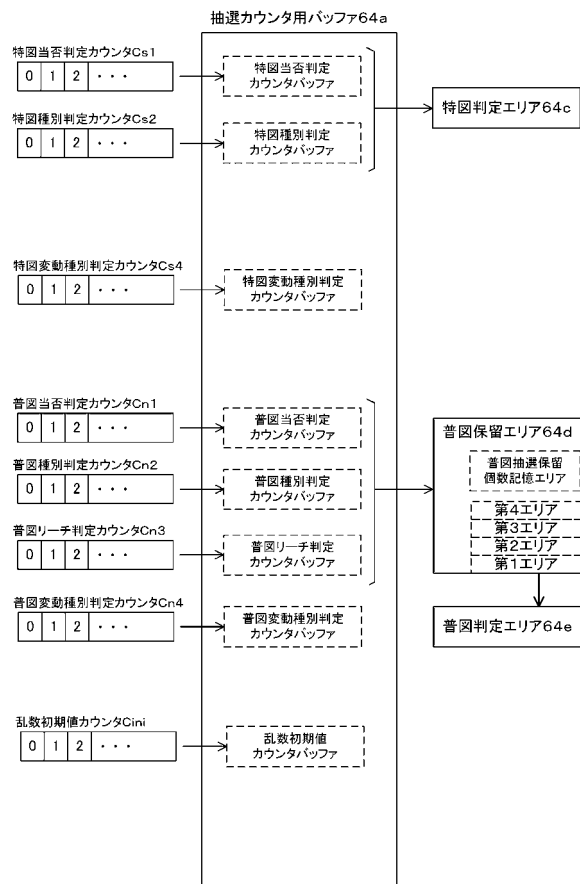 抽選カウンタ用バッファ64a
特図当否判定カウンタCs1
0 1 2 ・・・
特図当否判定
カウンタバッファ
特図種別判定カウンタCs2
0 1 2 ・・・
特図種別判定
カウンタバッファ
特図判定エリア64c
特図変動種別判定カウンタCs4
0 1 2 ・・・
特図変動種別判定
カウンタバッファ
普図当否判定カウンタCn1
0 1 2 ・・・
普図当否判定
カウンタバッファ
普図種別判定カウンタCn2
0 1 2 ・・・
普図種別判定
カウンタバッファ
普図リーチ判定カウンタCn3
0 1 2 ・・・
普図リーチ判定
カウンタバッファ
普図変動種別判定カウンタCn4
0 1 2 ・・・
普図変動種別判定
カウンタバッファ
普図保留エリア64d
普図抽選保留
個数記憶エリア
第4エリア
第3エリア
第2エリア
第1エリア
普図判定エリア64e
乱数初期値カウンタCini
0 1 2 ・・・
乱数初期値
カウンタバッファ